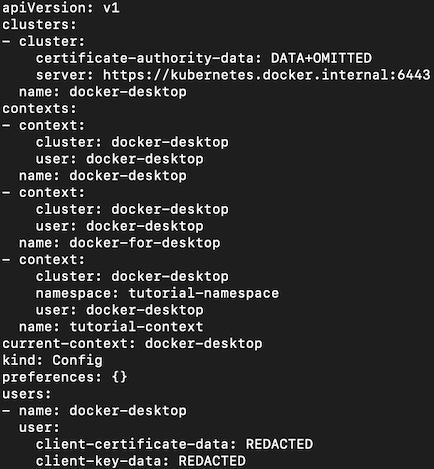 apiVersion: v1
clusters:
- cluster:
    certificate-authority-data: DATA+OMITTED
    server: https://kubernetes.docker.internal:6443
  name: docker-desktop
contexts:
- context:
    cluster: docker-desktop
    user: docker-desktop
  name: docker-desktop
- context:
    cluster: docker-desktop
    user: docker-desktop
  name: docker-for-desktop
- context:
    cluster: docker-desktop
    namespace: tutorial-namespace
    user: docker-desktop
  name: tutorial-context
current-context: docker-desktop
kind: Config
preferences: {}
users:
- name: docker-desktop
  user:
    client-certificate-data: REDACTED
    client-key-data: REDACTED